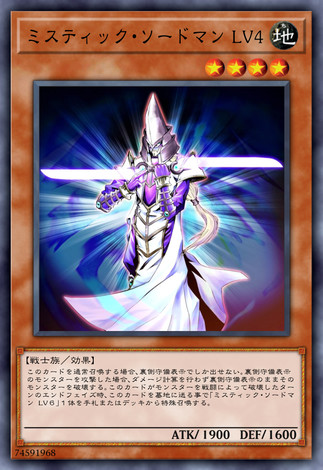 ミスティック・ソードマン LV4 地
【戦士族／効果】
このカードを通常召喚する場合、裏側守備表示でしか出せない。裏側守備表示
のモンスターを攻撃した場合、ダメージ計算を行わず裏側守備表示のままその
モンスターを破壊する。このカードがモンスターを戦闘によって破壊したターン
のエンドフェイズ時、このカードを墓地に送る事で「ミスティック・ソードマ
ン LV6」1体を手札またはデッキから特殊召喚する。
ATK/1900 DEF/1600
74591968